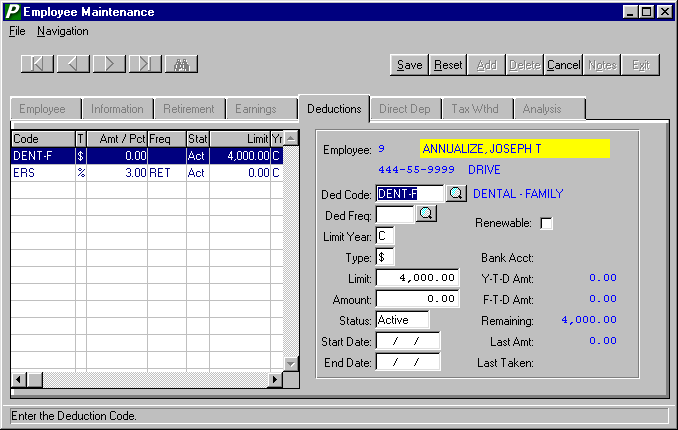 P Employee Maintenance
File Navigation
Save Reset Add Delete Cancel Notes Exit
Employee Information Retirement Earnings Deductions Direct Dep Tax Wthd Analysis
Code T Amt / Pct Freq Stat Limit Yr
DENT-F $ 0.00 Act 4,000.00 C
ERS % 3.00 RET Act 0.00 C
Employee: 9 ANNUALIZE, JOSEPH T
444-55-9999 DRIVE
Ded Code: DENT-F DENTAL - FAMILY
Ded Freq: Renewable:
Limit Year: C
Type: $ Bank Acct:
Limit: 4,000.00 Y-T-D Amt: 0.00
Amount: 0.00 F-T-D Amt: 0.00
Status: Active Remaining: 4,000.00
Start Date: / / Last Amt: 0.00
End Date: / / Last Taken:
Enter the Deduction Code.